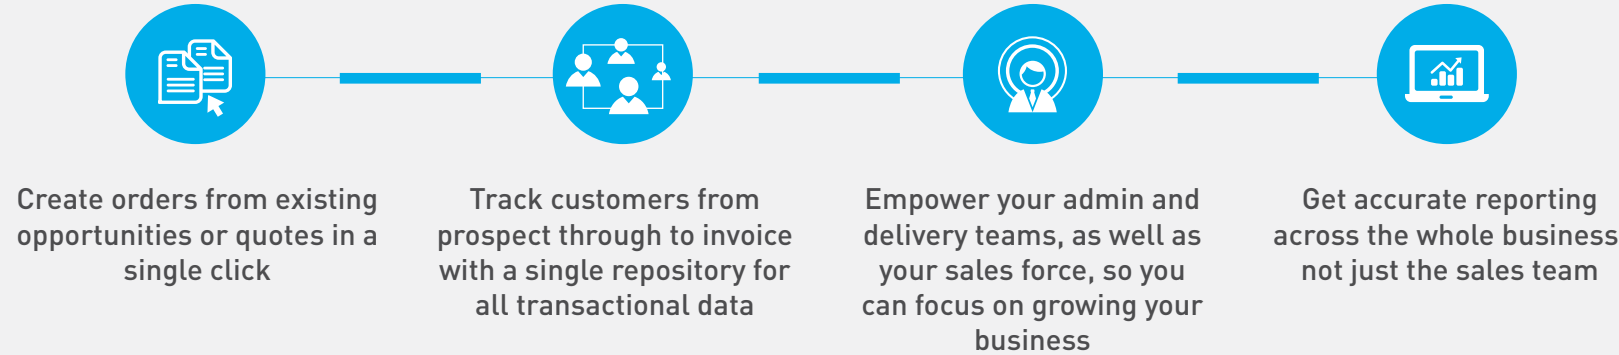 Create orders from existing
opportunities or quotes in a
single click
Track customers from
prospect through to invoice
with a single repository for
all transactional data
Empower your admin and
delivery teams, as well as
your sales force, so you
can focus on growing your
business
Get accurate reporting
across the whole business
not just the sales team